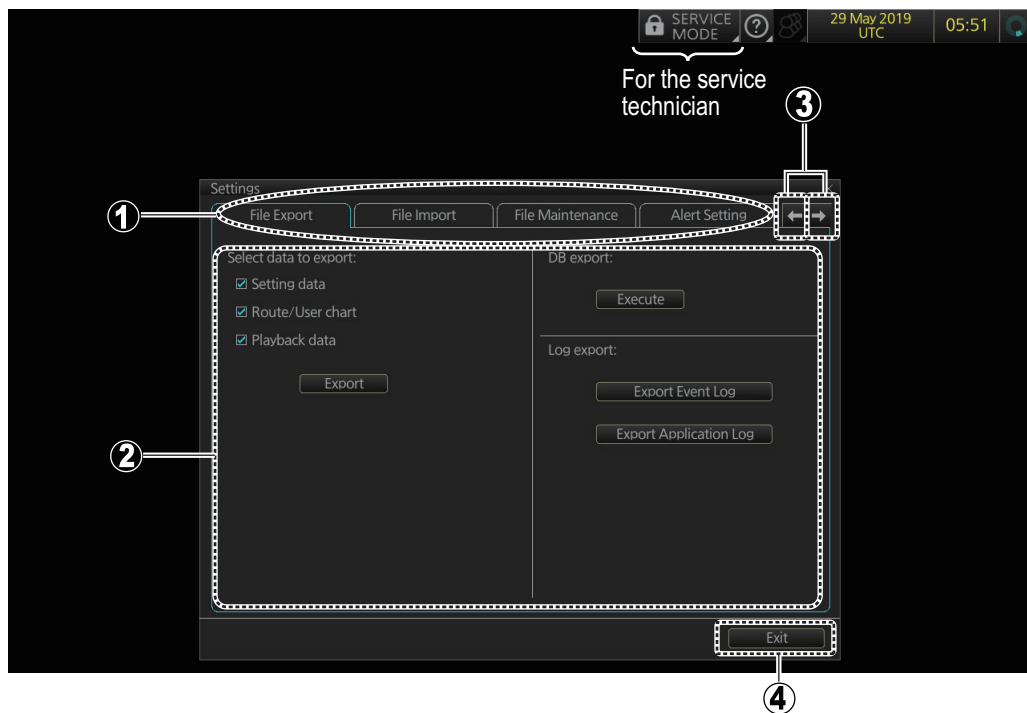 SERVICE
MODE
?
29 May 2019
UTC
05:51
For the service
technician
3
Settings
1
File Export
File Import
File Maintenance
Alert Setting
Select data to export:
Setting data
Route/User chart
Playback data
Export
DB export:
Execute
Log export:
Export Event Log
Export Application Log
2
Exit
4